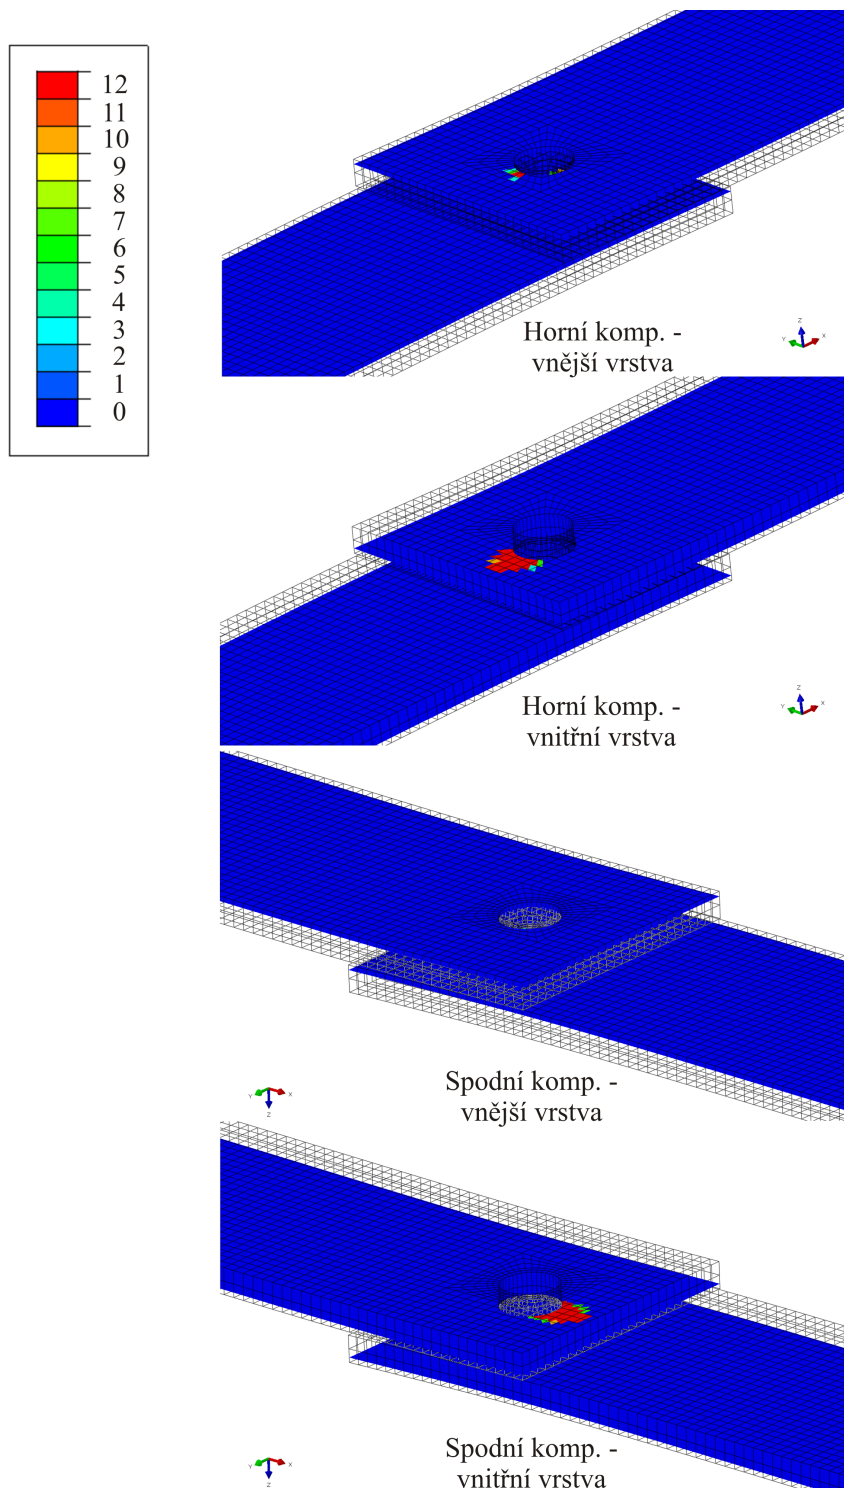 12
11
10
9
8
7
6
5
4
3
2
1
0
Horní komp. -
vnější vrstva
Z
Y
X
Horní komp. -
vnitřní vrstva
Z
Y
X
Spodní komp. -
vnější vrstva
Y
X
Z
Spodní komp. -
vnitřní vrstva
Y
X
Z